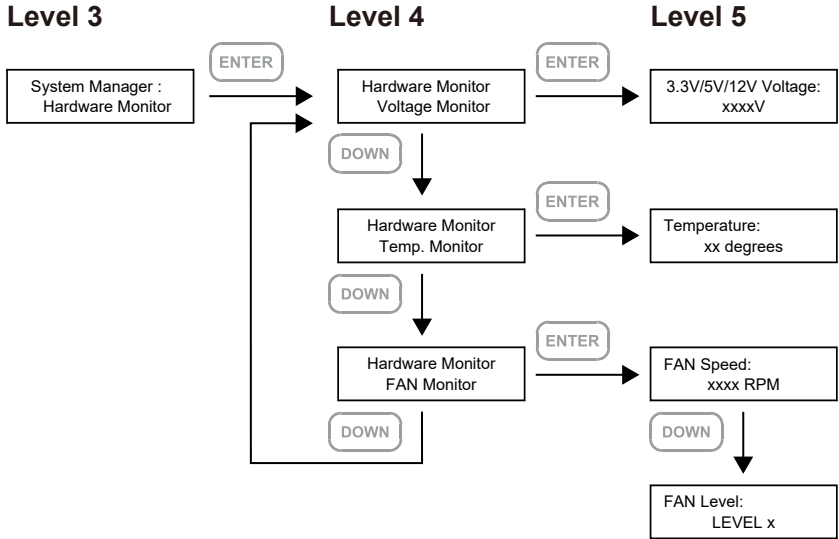 Level 3
Level 4
Level 5
ENTER
ENTER
System Manager :
Hardware Monitor
Hardware Monitor
Voltage Monitor
3.3V/5V/12V Voltage:
xxxxV
DOWN
ENTER
Hardware Monitor
Temp. Monitor
Temperature:
xx degrees
DOWN
ENTER
Hardware Monitor
FAN Monitor
FAN Speed:
xxxx RPM
DOWN
DOWN
FAN Level:
LEVEL x